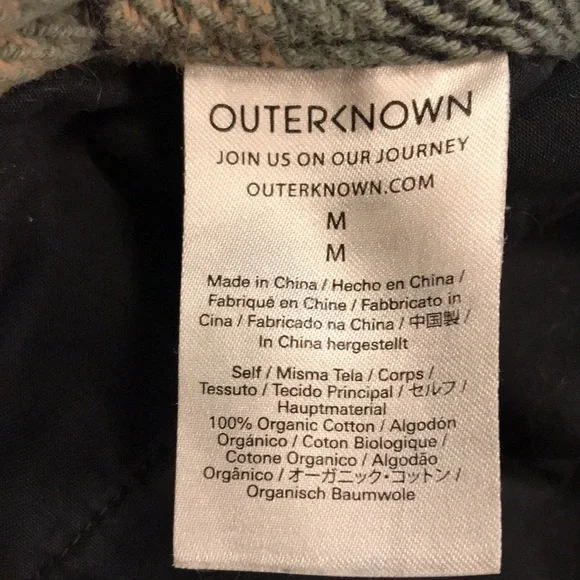 OUTERKNOWN
JOIN US ON OUR JOURNEY
OUTERKNOWN.COM
M
M
Made in China / Hecho en China /
Fabriqué en Chine / Fabbricato in
Cina / Fabricado na China / 中国製 /
In China hergestellt
Self / Misma Tela / Corps /
Tessuto / Tecido Principal / セルフ /
Hauptmaterial
100% Organic Cotton / Algodón
Orgánico / Coton Biologique /
Cotone Organico / Algodão
Orgânico / オーガニック・コットン /
Organisch Baumwole